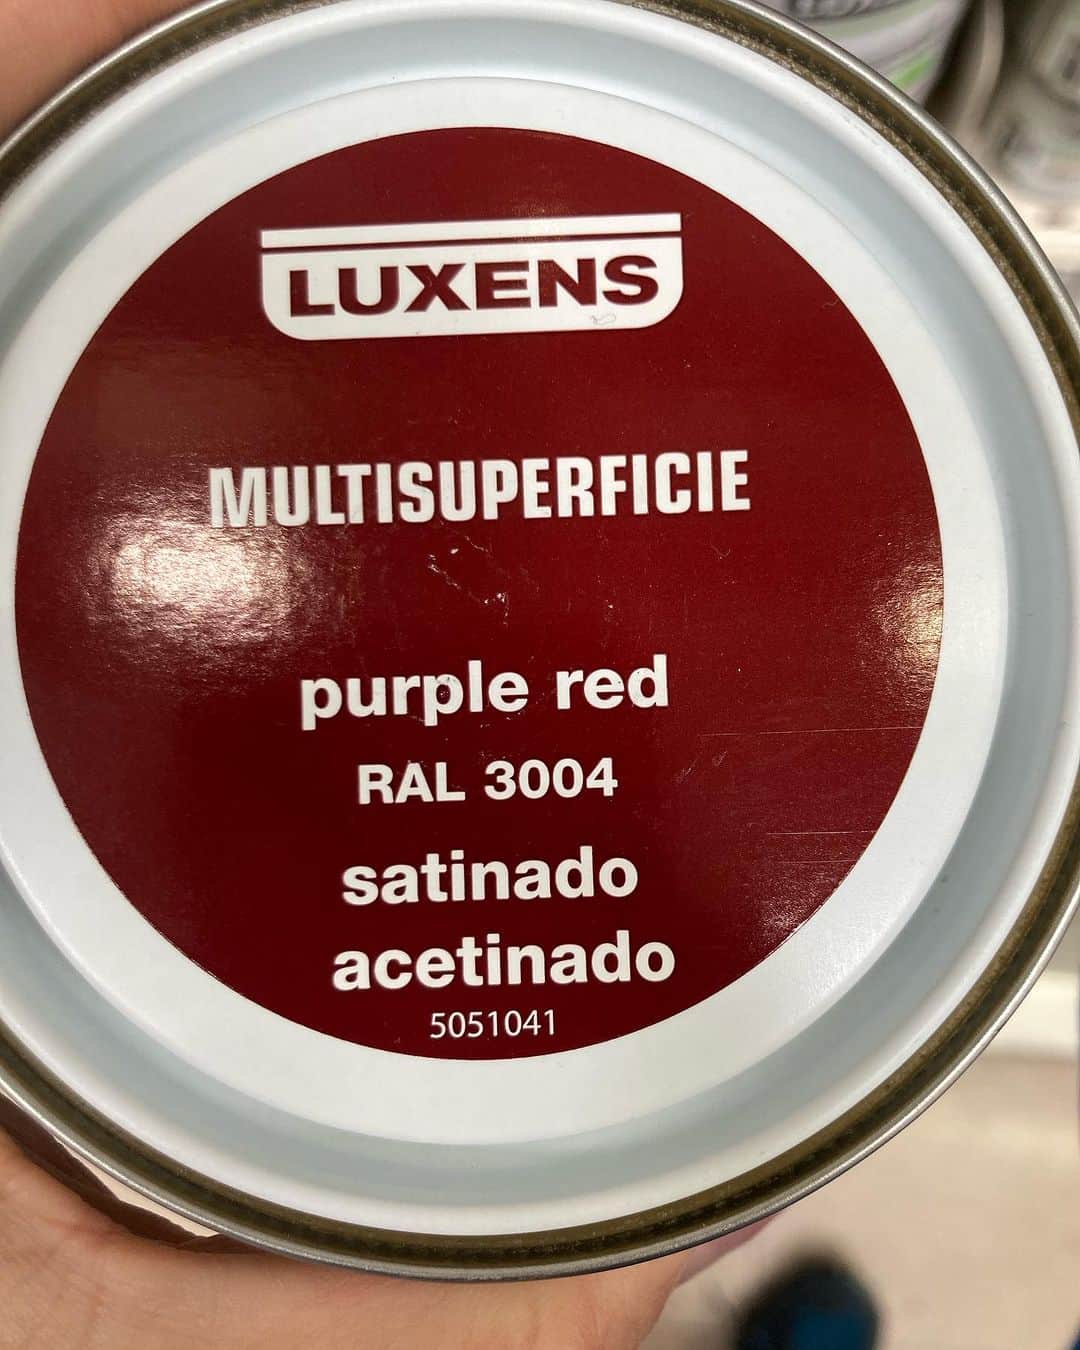 LUXENS
MULTISUPERFICIE
purple red
RAL 3004
satinado
acetinado
5051041